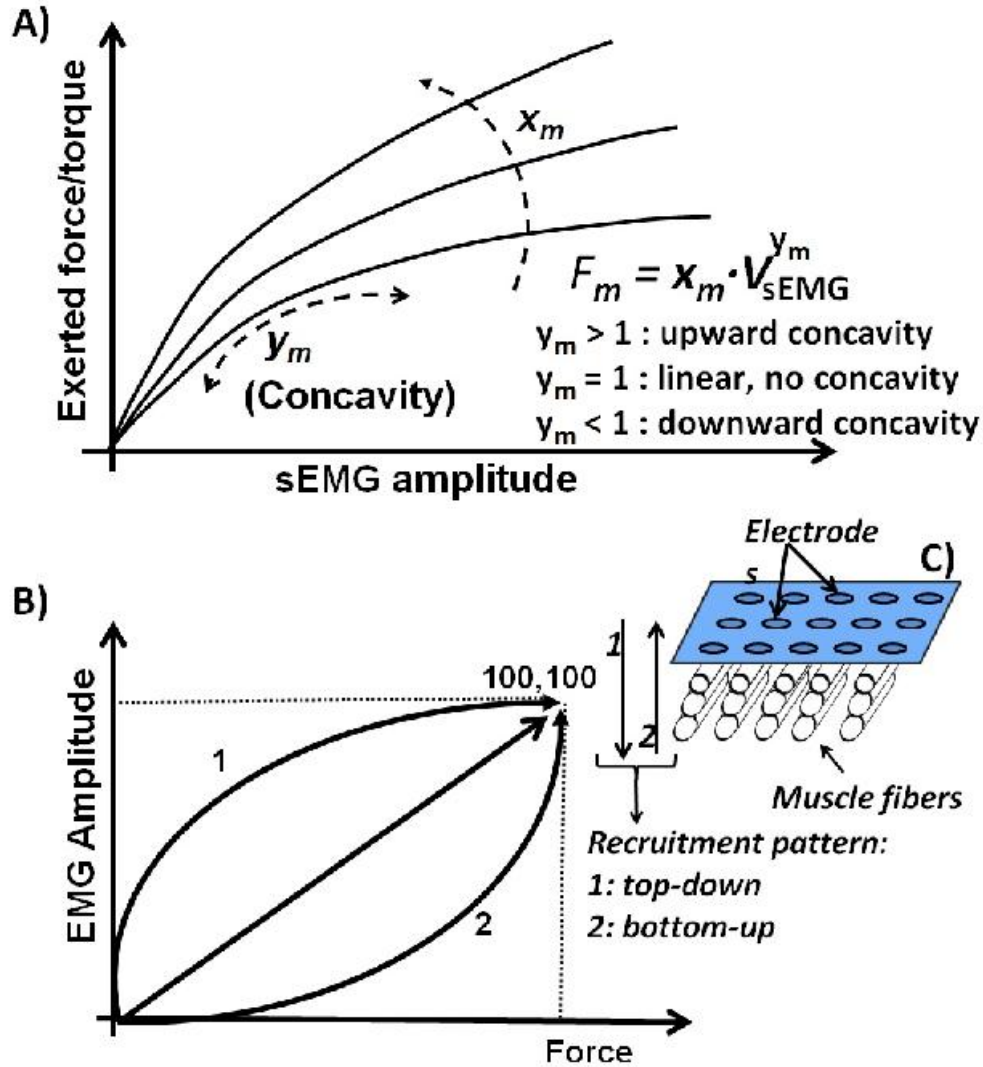 A)
Exerted force/torque
x_m
F_m = x_m · V_sEMG^y_m
y_m > 1 : upward concavity
y_m = 1 : linear, no concavity
y_m < 1 : downward concavity
y_m
(Concavity)
sEMG amplitude
Electrode
s
C)
B)
EMG Amplitude
100,100
1
2
1
2
Muscle fibers
Recruitment pattern:
1: top-down
2: bottom-up
Force